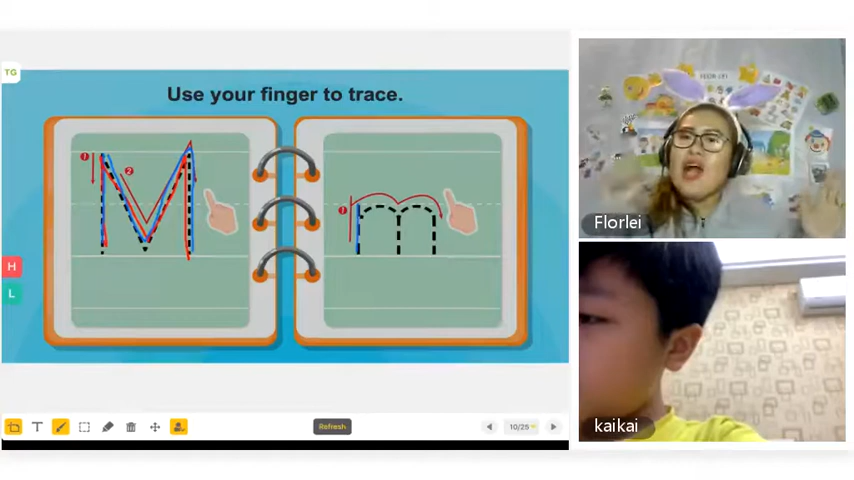 TG
Use your finger to trace.
1
2
M
1
m
H
L
T
Refresh
10/25
Florlei
kaikai